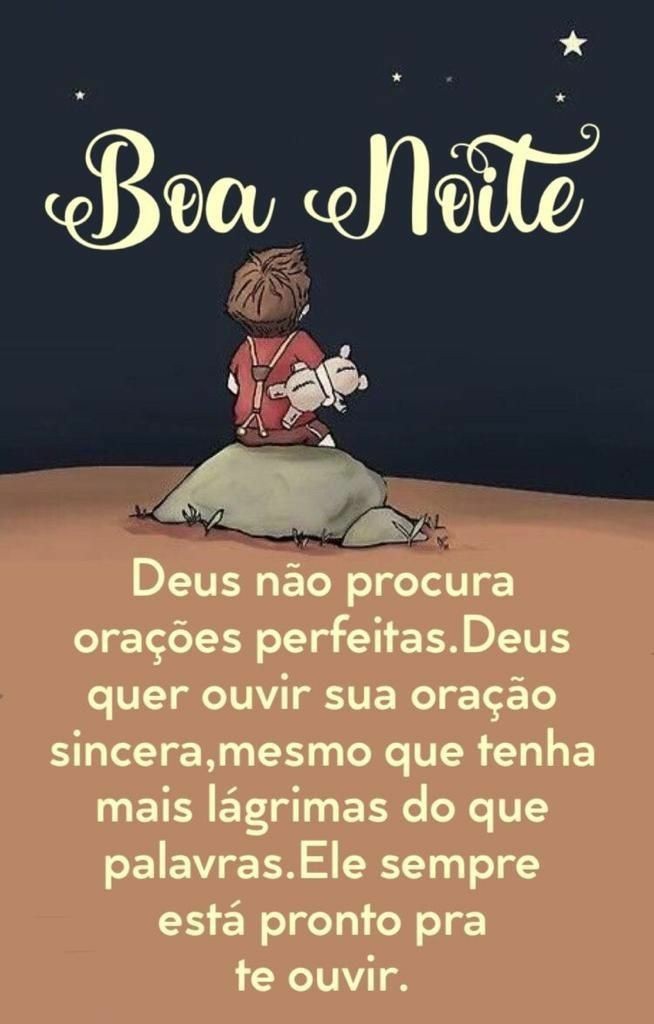 Boa Noite
Deus não procura
orações perfeitas.Deus
quer ouvir sua oração
sincera,mesmo que tenha
mais lágrimas do que
palavras.Ele sempre
está pronto pra
te ouvir.